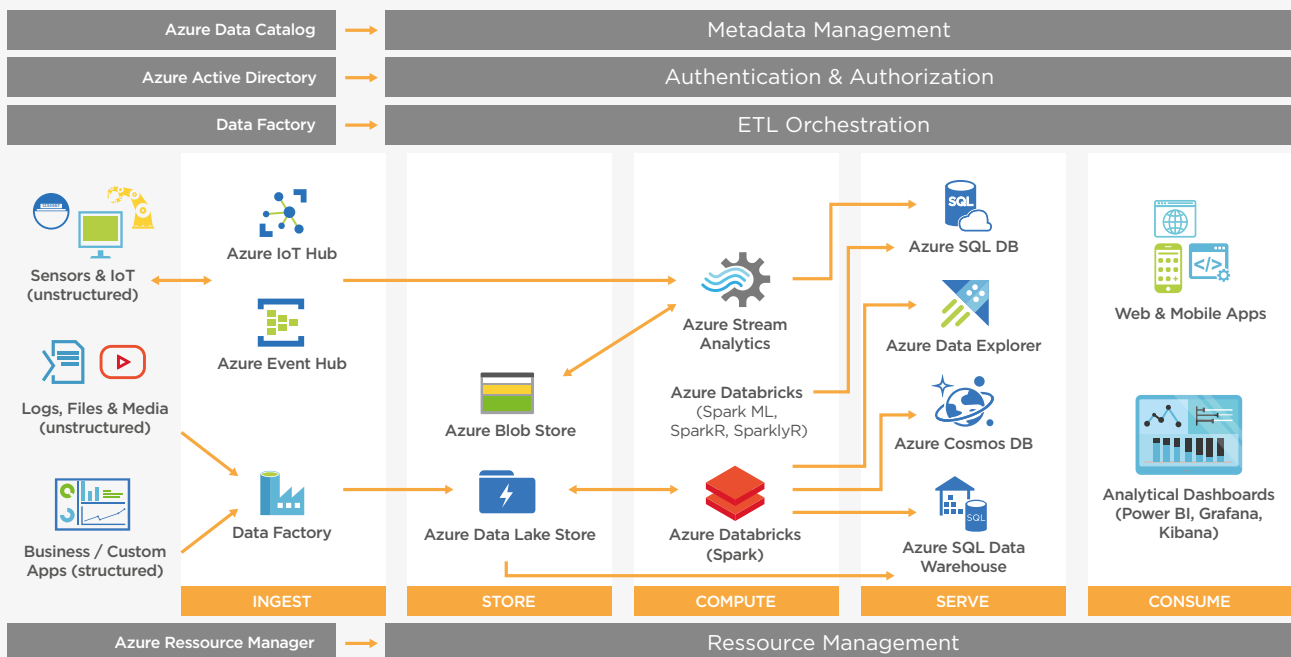 Azure Data Catalog
Metadata Management
Azure Active Directory
Authentication & Authorization
Data Factory
ETL Orchestration
Sensors & IoT
(unstructured)
Logs, Files & Media
(unstructured)
Business / Custom
Apps (structured)
Azure IoT Hub
Azure Event Hub
Data Factory
INGEST
Azure Blob Store
Azure Data Lake Store
STORE
Azure Stream
Analytics
Azure Databricks
(Spark ML,
SparkR, SparklyR)
Azure Databricks
(Spark)
COMPUTE
SQL
Azure SQL DB
Azure Data Explorer
Azure Cosmos DB
SQL
Azure SQL Data
Warehouse
SERVE
</>
Web & Mobile Apps
Analytical Dashboards
(Power BI, Grafana,
Kibana)
CONSUME
Azure Ressource Manager
Ressource Management